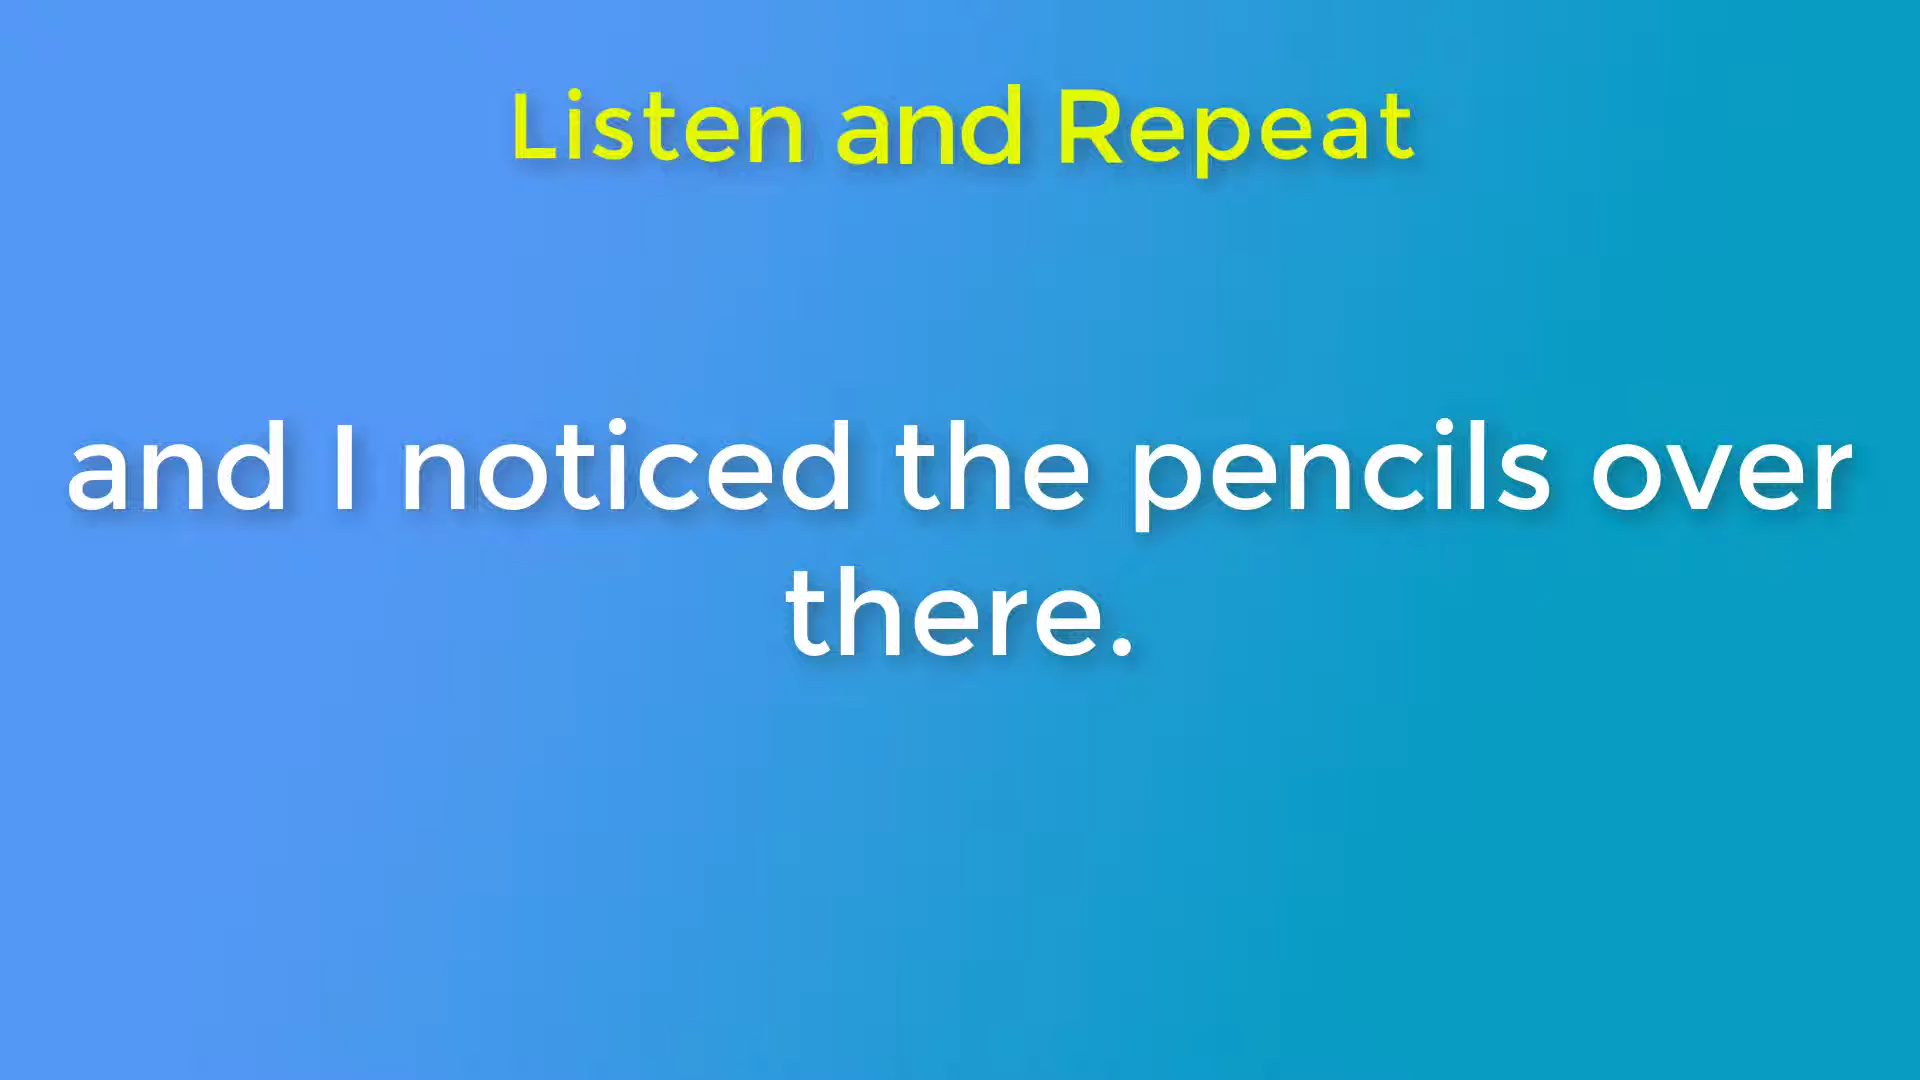 Listen and Repeat
and I noticed the pencils over
there.